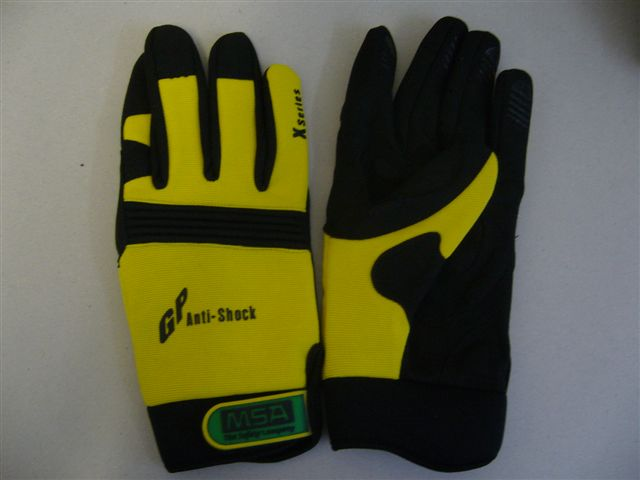 X Series
GP Anti-Shock
MSA
The Safety Company